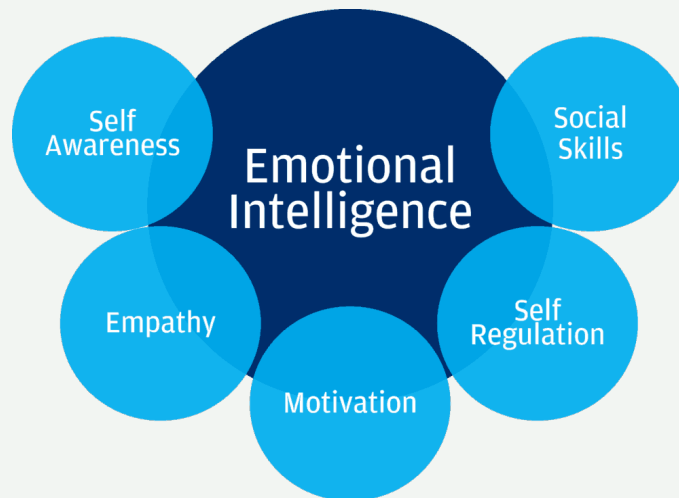 Self
Awareness
Emotional
Intelligence
Social
Skills
Empathy
Motivation
Self
Regulation